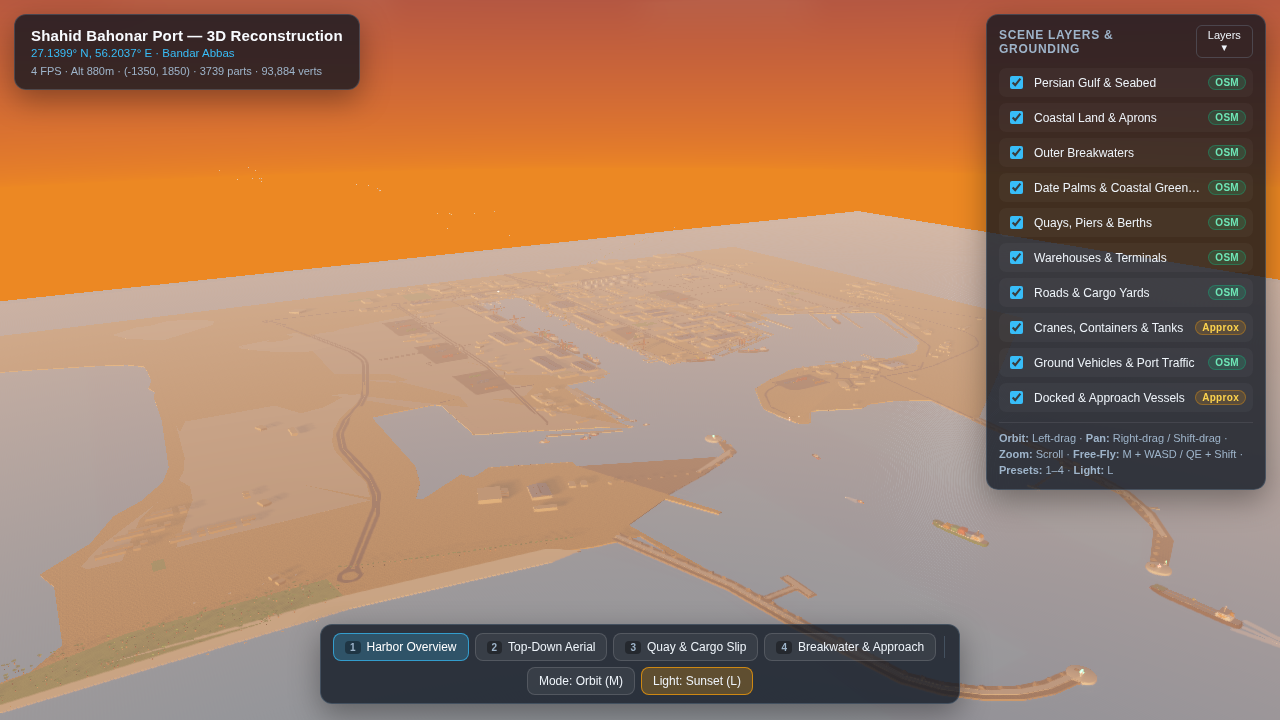 Shahid Bahonar Port — 3D Reconstruction
27.1399° N, 56.2037° E · Bandar Abbas
4 FPS · Alt 880m · (-1350, 1850) · 3739 parts · 93,884 verts
SCENE LAYERS &
GROUNDING
Layers
▼
Persian Gulf & Seabed OSM
Coastal Land & Aprons OSM
Outer Breakwaters OSM
Date Palms & Coastal Green… OSM
Quays, Piers & Berths OSM
Warehouses & Terminals OSM
Roads & Cargo Yards OSM
Cranes, Containers & Tanks Approx
Ground Vehicles & Port Traffic OSM
Docked & Approach Vessels Approx
Orbit: Left-drag · Pan: Right-drag / Shift-drag ·
Zoom: Scroll · Free-Fly: M + WASD / QE + Shift ·
Presets: 1–4 · Light: L
1 Harbor Overview 2 Top-Down Aerial 3 Quay & Cargo Slip 4 Breakwater & Approach
Mode: Orbit (M) Light: Sunset (L)